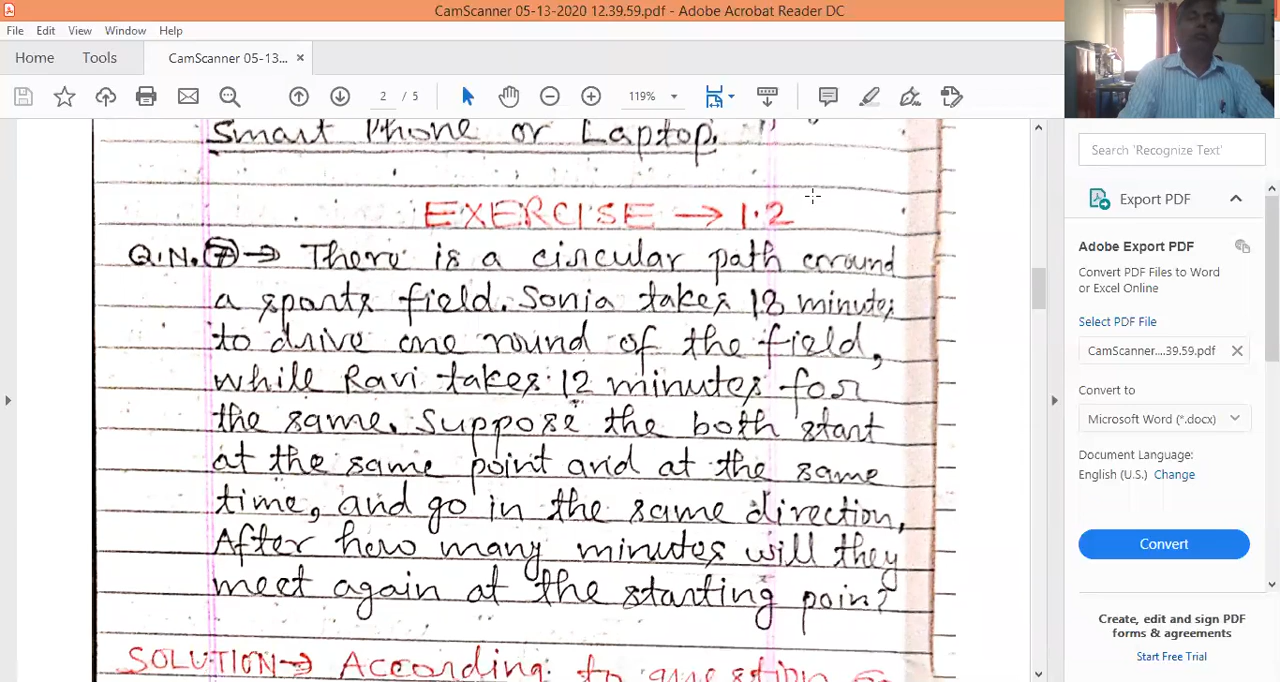 CamScanner 05-13-2020 12.39.59.pdf - Adobe Acrobat Reader DC
File Edit View Window Help
Home Tools CamScanner 05-13... ×
2 / 5 119%
Smart Phone or Laptop.
EXERCISE → 1.2
Q.N. 7 → There is a circular path around
a sports field. Sonia takes 18 minutes
to drive one round of the field,
while Ravi takes 12 minutes for
the same. Suppose the both start
at the same point and at the same
time, and go in the same direction,
After how many minutes will they
meet again at the starting poin?
SOLUTION → According to question
Search 'Recognize Text'
Export PDF
Adobe Export PDF
Convert PDF Files to Word
or Excel Online
Select PDF File
CamScanner....39.59.pdf ×
Convert to
Microsoft Word (*.docx)
Document Language:
English (U.S.) Change
Convert
Create, edit and sign PDF
forms & agreements
Start Free Trial